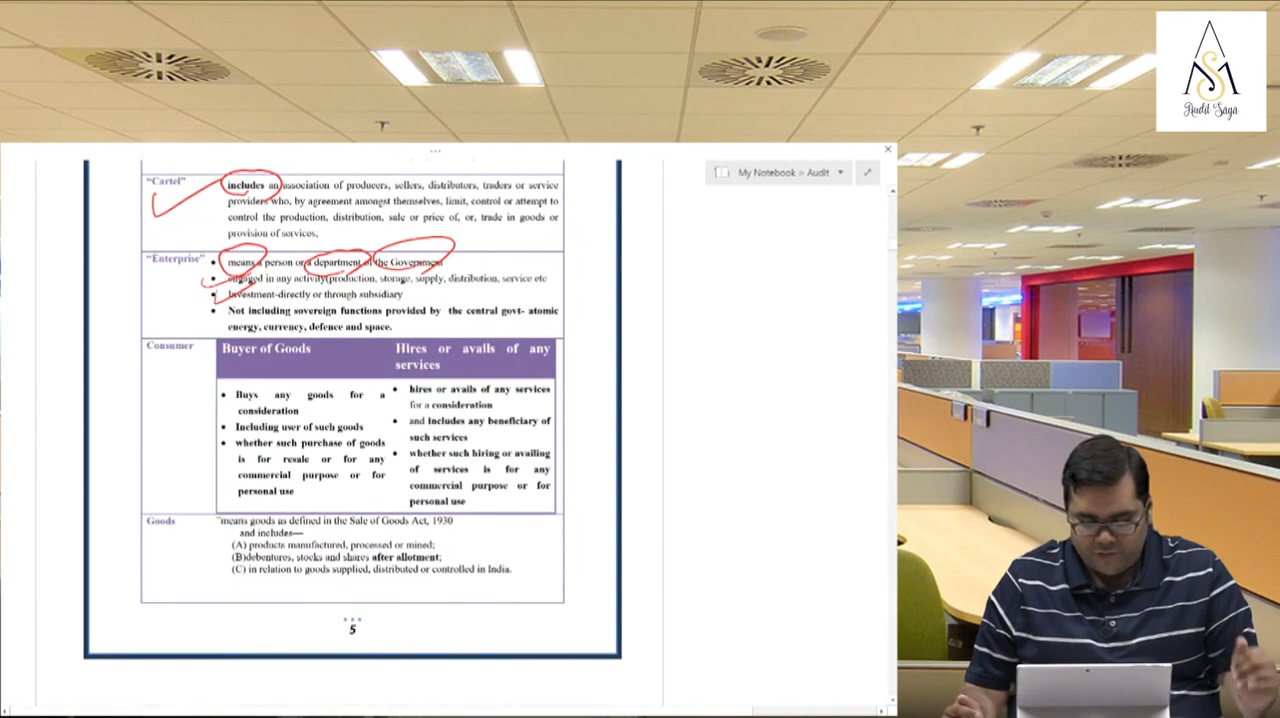 Audit Saga
My Notebook > Audit
"Cartel"
includes an association of producers, sellers, distributors, traders or service
providers who, by agreement amongst themselves, limit, control or attempt to
control the production, distribution, sale or price of, or, trade in goods or
provision of services;
"Enterprise"
• means a person or a department of the Government
• engaged in any activity(production, storage, supply, distribution, service etc
• Investment-directly or through subsidiary
• Not including sovereign functions provided by the central govt- atomic
energy, currency, defence and space.
Consumer
Buyer of Goods
• Buys any goods for a
consideration
• Including user of such goods
• whether such purchase of goods
is for resale or for any
commercial purpose or for
personal use
Hires or avails of any
services
• hires or avails of any services
for a consideration
• and includes any beneficiary of
such services
• whether such hiring or availing
of services is for any
commercial purpose or for
personal use
Goods
"means goods as defined in the Sale of Goods Act, 1930
and includes—
(A) products manufactured, processed or mined;
(B)debentures, stocks and shares after allotment;
(C) in relation to goods supplied, distributed or controlled in India.
5